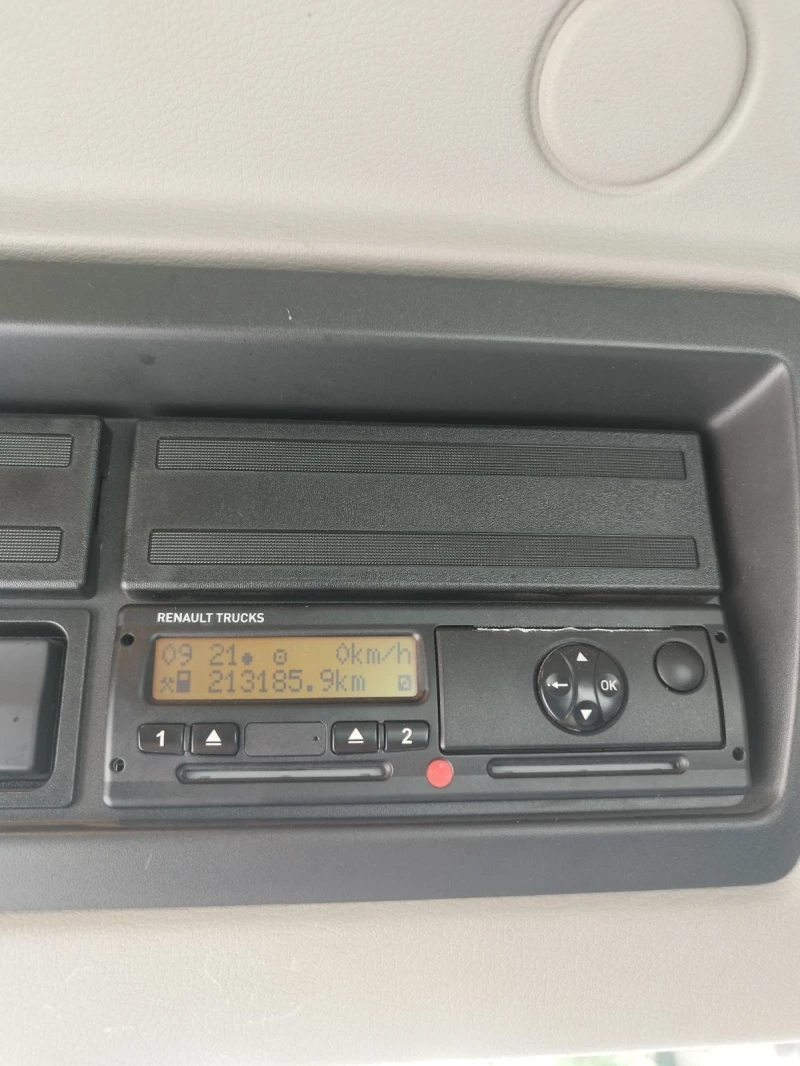 RENAULT TRUCKS
09 21 0km/h
213185.9km
1 2
OK